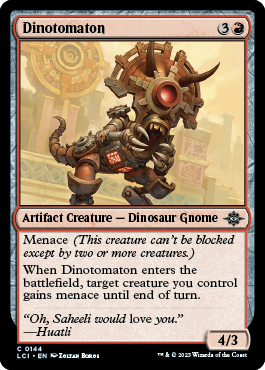 Dinotomaton 3
Artifact Creature — Dinosaur Gnome
Menace (This creature can't be blocked
except by two or more creatures.)
When Dinotomaton enters the
battlefield, target creature you control
gains menace until end of turn.
“Oh, Saheeli would love you.”
—Huatli
4/3
C 0144
LCI • EN Zoltan Boros
™ & © 2023 Wizards of the Coast